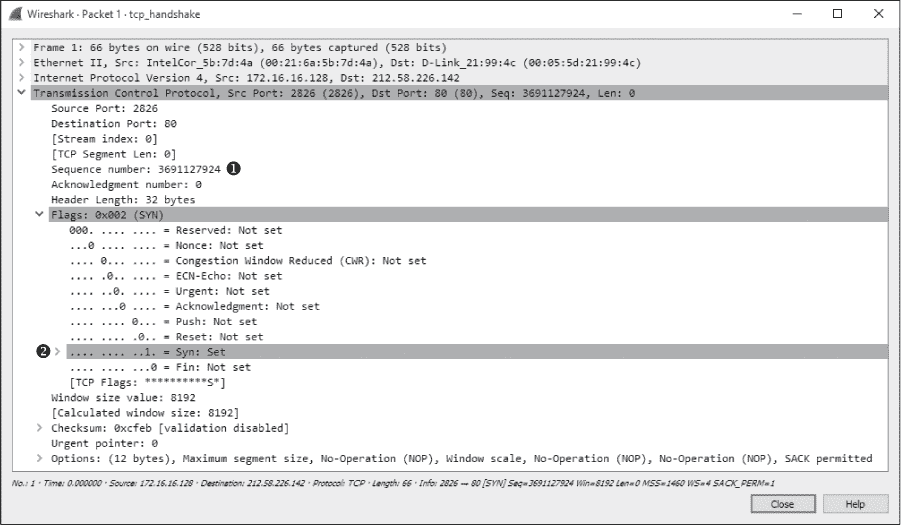 Wireshark · Packet 1 · tcp_handshake
Frame 1: 66 bytes on wire (528 bits), 66 bytes captured (528 bits)
Ethernet II, Src: IntelCor_5b:7d:4a (00:21:6a:5b:7d:4a), Dst: D-Link_21:99:4c (00:05:5d:21:99:4c)
Internet Protocol Version 4, Src: 172.16.16.128, Dst: 212.58.226.142
Transmission Control Protocol, Src Port: 2826 (2826), Dst Port: 80 (80), Seq: 3691127924, Len: 0
Source Port: 2826
Destination Port: 80
[Stream index: 0]
[TCP Segment Len: 0]
Sequence number: 3691127924 ❶
Acknowledgment number: 0
Header Length: 32 bytes
Flags: 0x002 (SYN)
000. .... .... = Reserved: Not set
...0 .... .... = Nonce: Not set
.... 0... .... = Congestion Window Reduced (CWR): Not set
.... .0.. .... = ECN-Echo: Not set
.... ..0. .... = Urgent: Not set
.... ...0 .... = Acknowledgment: Not set
.... .... 0... = Push: Not set
.... .... .0.. = Reset: Not set
❷ .... .... ..1. = Syn: Set
.... .... ...0 = Fin: Not set
[TCP Flags: **********S*]
Window size value: 8192
[Calculated window size: 8192]
Checksum: 0xcfeb [validation disabled]
Urgent pointer: 0
Options: (12 bytes), Maximum segment size, No-Operation (NOP), Window scale, No-Operation (NOP), No-Operation (NOP), SACK permitted
No.: 1 · Time: 0.000000 · Source: 172.16.16.128 · Destination: 212.58.226.142 · Protocol: TCP · Length: 66 · Info: 2826 → 80 [SYN] Seq=3691127924 Win=8192 Len=0 MSS=1460 WS=4 SACK_PERM=1
Close Help